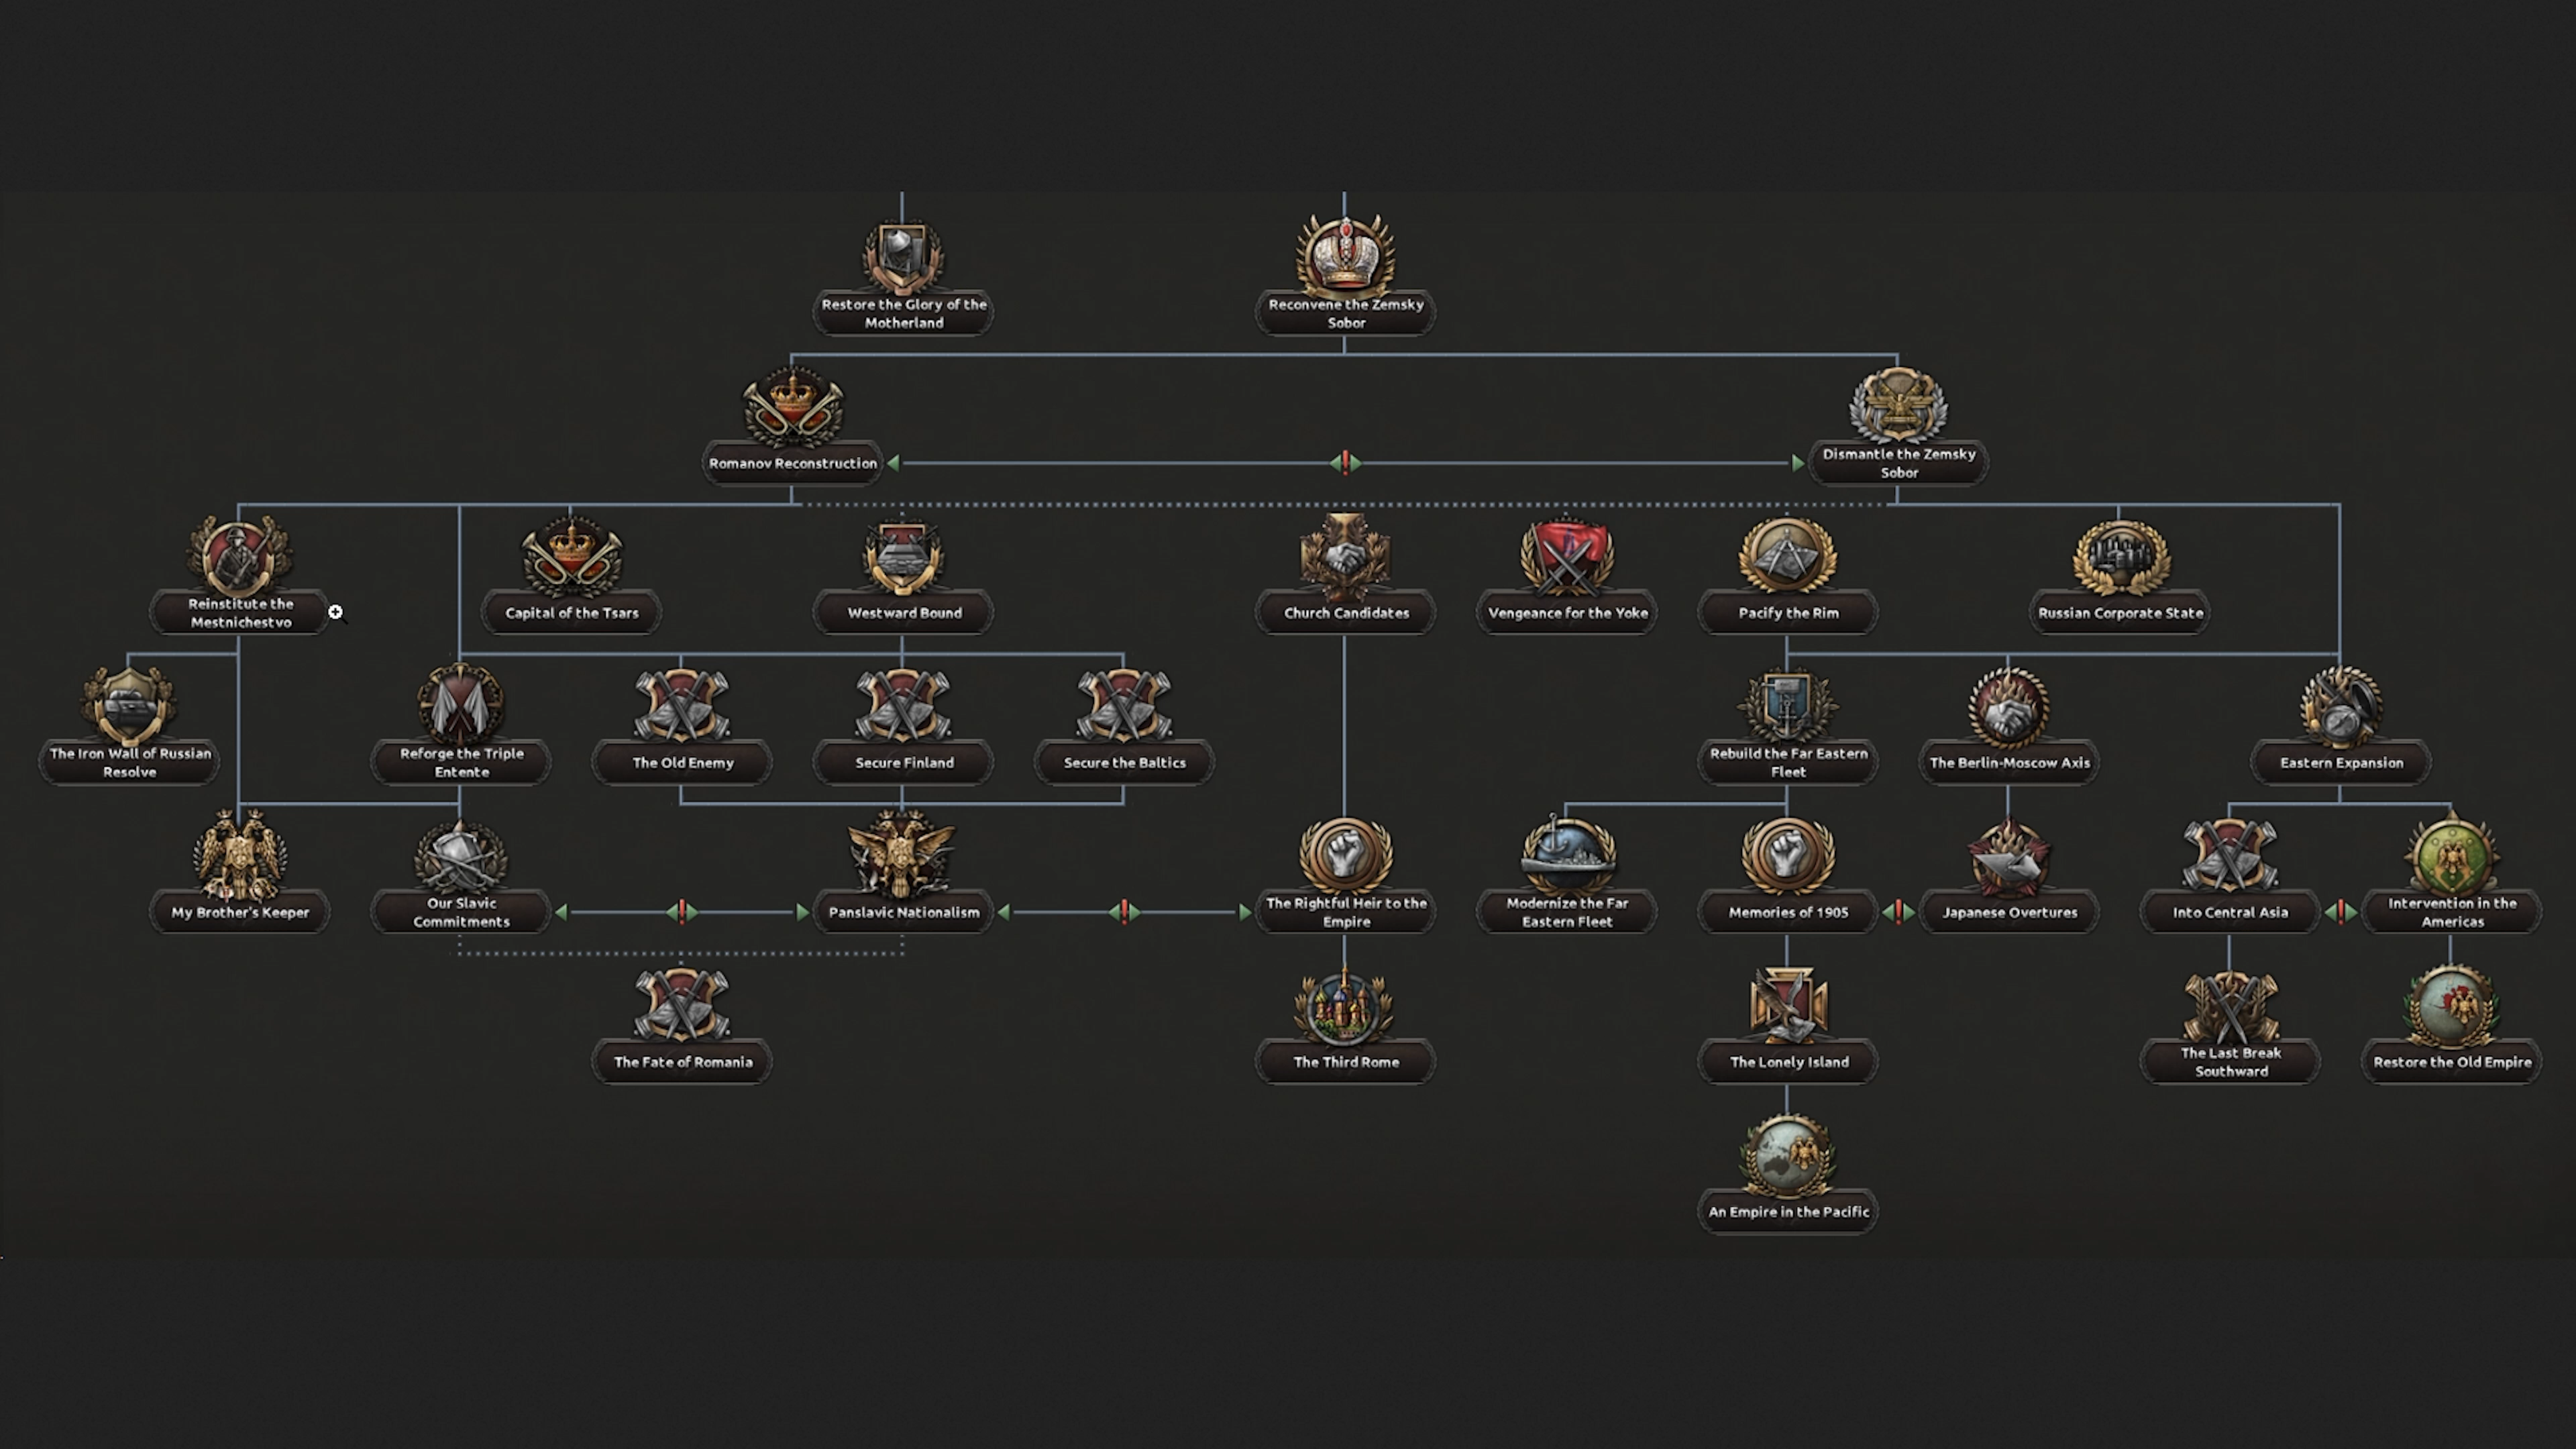 Restore the Glory of the
Motherland
Reconvene the Zemsky
Sobor
Romanov Reconstruction
Dismantle the Zemsky
Sobor
Reinstitute the
Mestnichestvo
Capital of the Tsars
Westward Bound
Church Candidates
Vengeance for the Yoke
Pacify the Rim
Russian Corporate State
The Iron Wall of Russian
Resolve
Reforge the Triple
Entente
The Old Enemy
Secure Finland
Secure the Baltics
Rebuild the Far Eastern
Fleet
The Berlin-Moscow Axis
Eastern Expansion
My Brother's Keeper
Our Slavic
Commitments
Panslavic Nationalism
The Rightful Heir to the
Empire
Modernize the Far
Eastern Fleet
Memories of 1905
Japanese Overtures
Into Central Asia
Intervention in the
Americas
The Fate of Romania
The Third Rome
The Lonely Island
The Last Break
Southward
Restore the Old Empire
An Empire in the Pacific